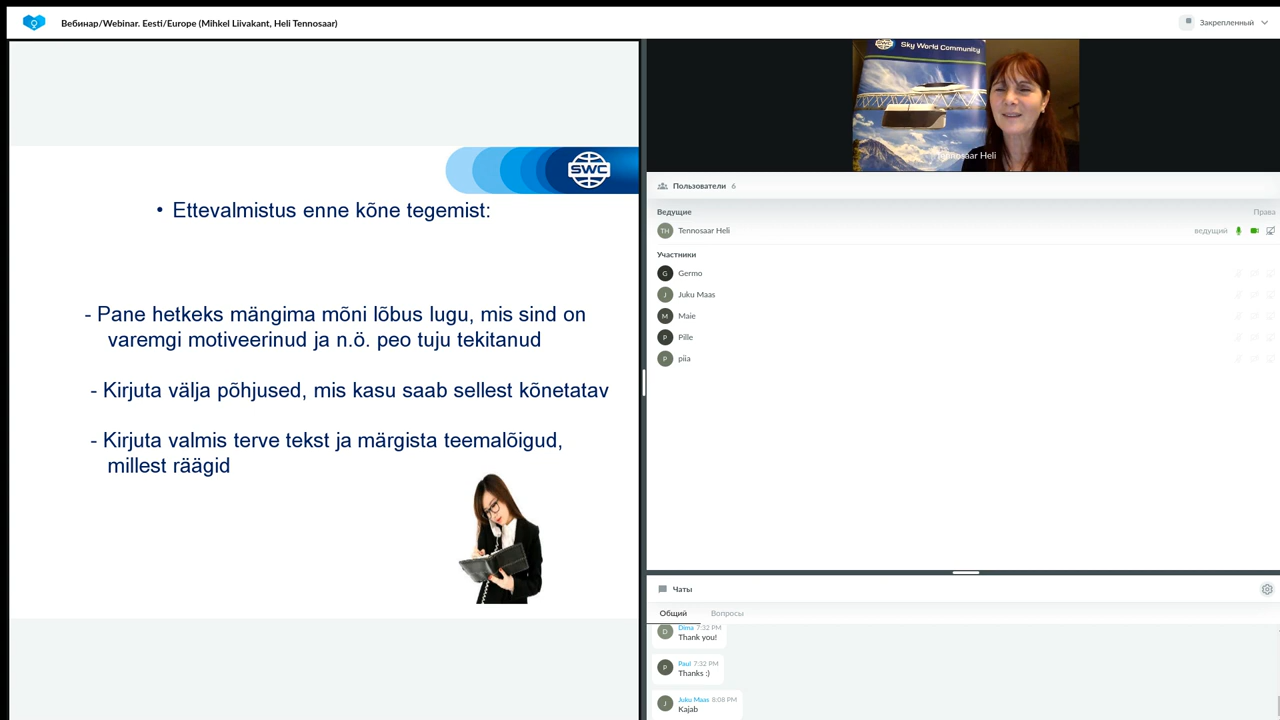 Вебинар/Webinar. Eesti/Europe (Mihkel Liivakant, Heli Tennosaar)
Закрепленный
SWC
• Ettevalmistus enne kõne tegemist:
- Pane hetkeks mängima mõni lõbus lugu, mis sind on
varemgi motiveerinud ja n.ö. peo tuju tekitanud
- Kirjuta välja põhjused, mis kasu saab sellest kõnetatav
- Kirjuta valmis terve tekst ja märgista teemalõigud,
millest räägid
SWC
Sky World Community
Tennosaar Heli
Пользователи 6
Ведущие
Права
TH Tennosaar Heli
ведущий
Участники
G Germo
J Juku Maas
M Maie
P Pille
P piia
Чаты
Общий
Вопросы
D Dima 7:32 PM
Thank you!
P Paul 7:32 PM
Thanks :)
J Juku Maas 8:08 PM
Kajab